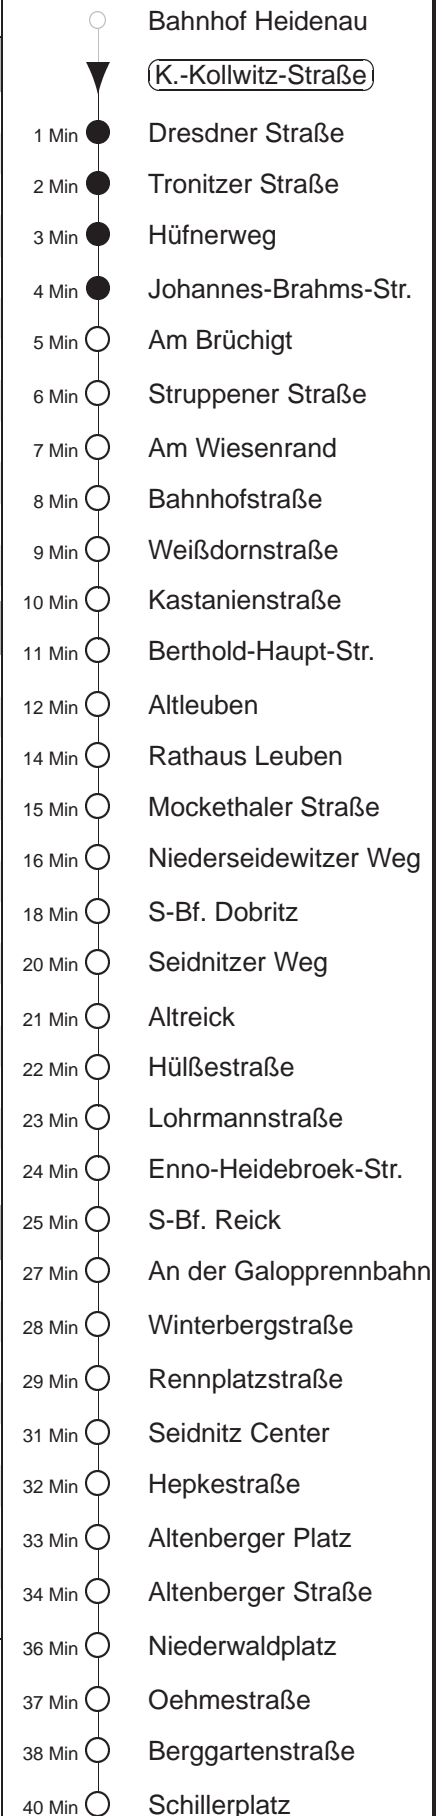 Bahnhof Heidenau
K.-Kollwitz-Straße
1 Min Dresdner Straße
2 Min Tronitzer Straße
3 Min Hüfnerweg
4 Min Johannes-Brahms-Str.
5 Min Am Brüchigt
6 Min Struppener Straße
7 Min Am Wiesenrand
8 Min Bahnhofstraße
9 Min Weißdornstraße
10 Min Kastanienstraße
11 Min Berthold-Haupt-Str.
12 Min Altleuben
14 Min Rathaus Leuben
15 Min Mockethaler Straße
16 Min Niederseidewitzer Weg
18 Min S-Bf. Dobritz
20 Min Seidnitzer Weg
21 Min Altreick
22 Min Hülßestraße
23 Min Lohrmannstraße
24 Min Enno-Heidebroek-Str.
25 Min S-Bf. Reick
27 Min An der Galopprennbahn
28 Min Winterbergstraße
29 Min Rennplatzstraße
31 Min Seidnitz Center
32 Min Hepkestraße
33 Min Altenberger Platz
34 Min Altenberger Straße
36 Min Niederwaldplatz
37 Min Oehmestraße
38 Min Berggartenstraße
40 Min Schillerplatz